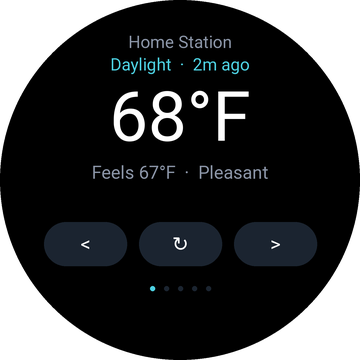 Home Station
Daylight · 2m ago
68°F
Feels 67°F · Pleasant
< ↻ >